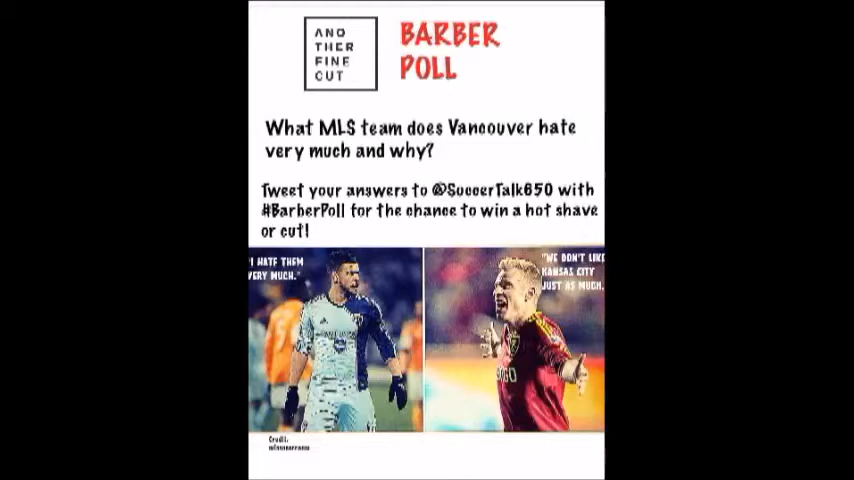 ANO
THER
FINE
CUT
BARBER
POLL
What MLS team does Vancouver hate
very much and why?
Tweet your answers to @SoccerTalk650 with
#BarberPoll for the chance to win a hot shave
or cut!
I HATE THEM
VERY MUCH."
"WE DON'T LIKE
KANSAS CITY
JUST AS MUCH.
Credit: